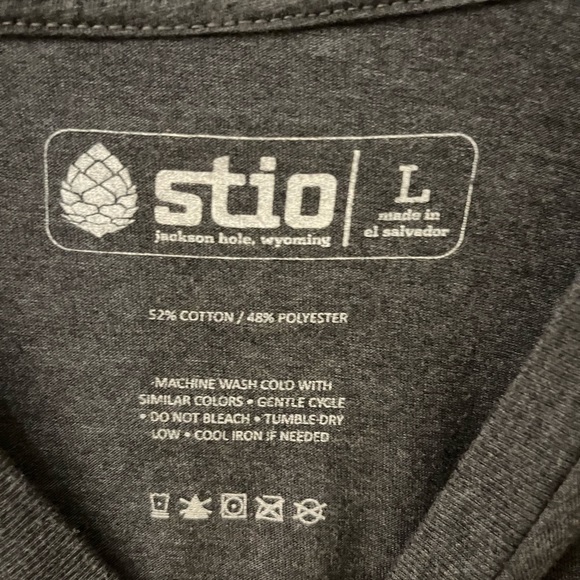 stio
jackson hole, wyoming
L
made in
el salvador
52% COTTON / 48% POLYESTER
•MACHINE WASH COLD WITH
SIMILAR COLORS • GENTLE CYCLE
• DO NOT BLEACH • TUMBLE-DRY
LOW • COOL IRON IF NEEDED